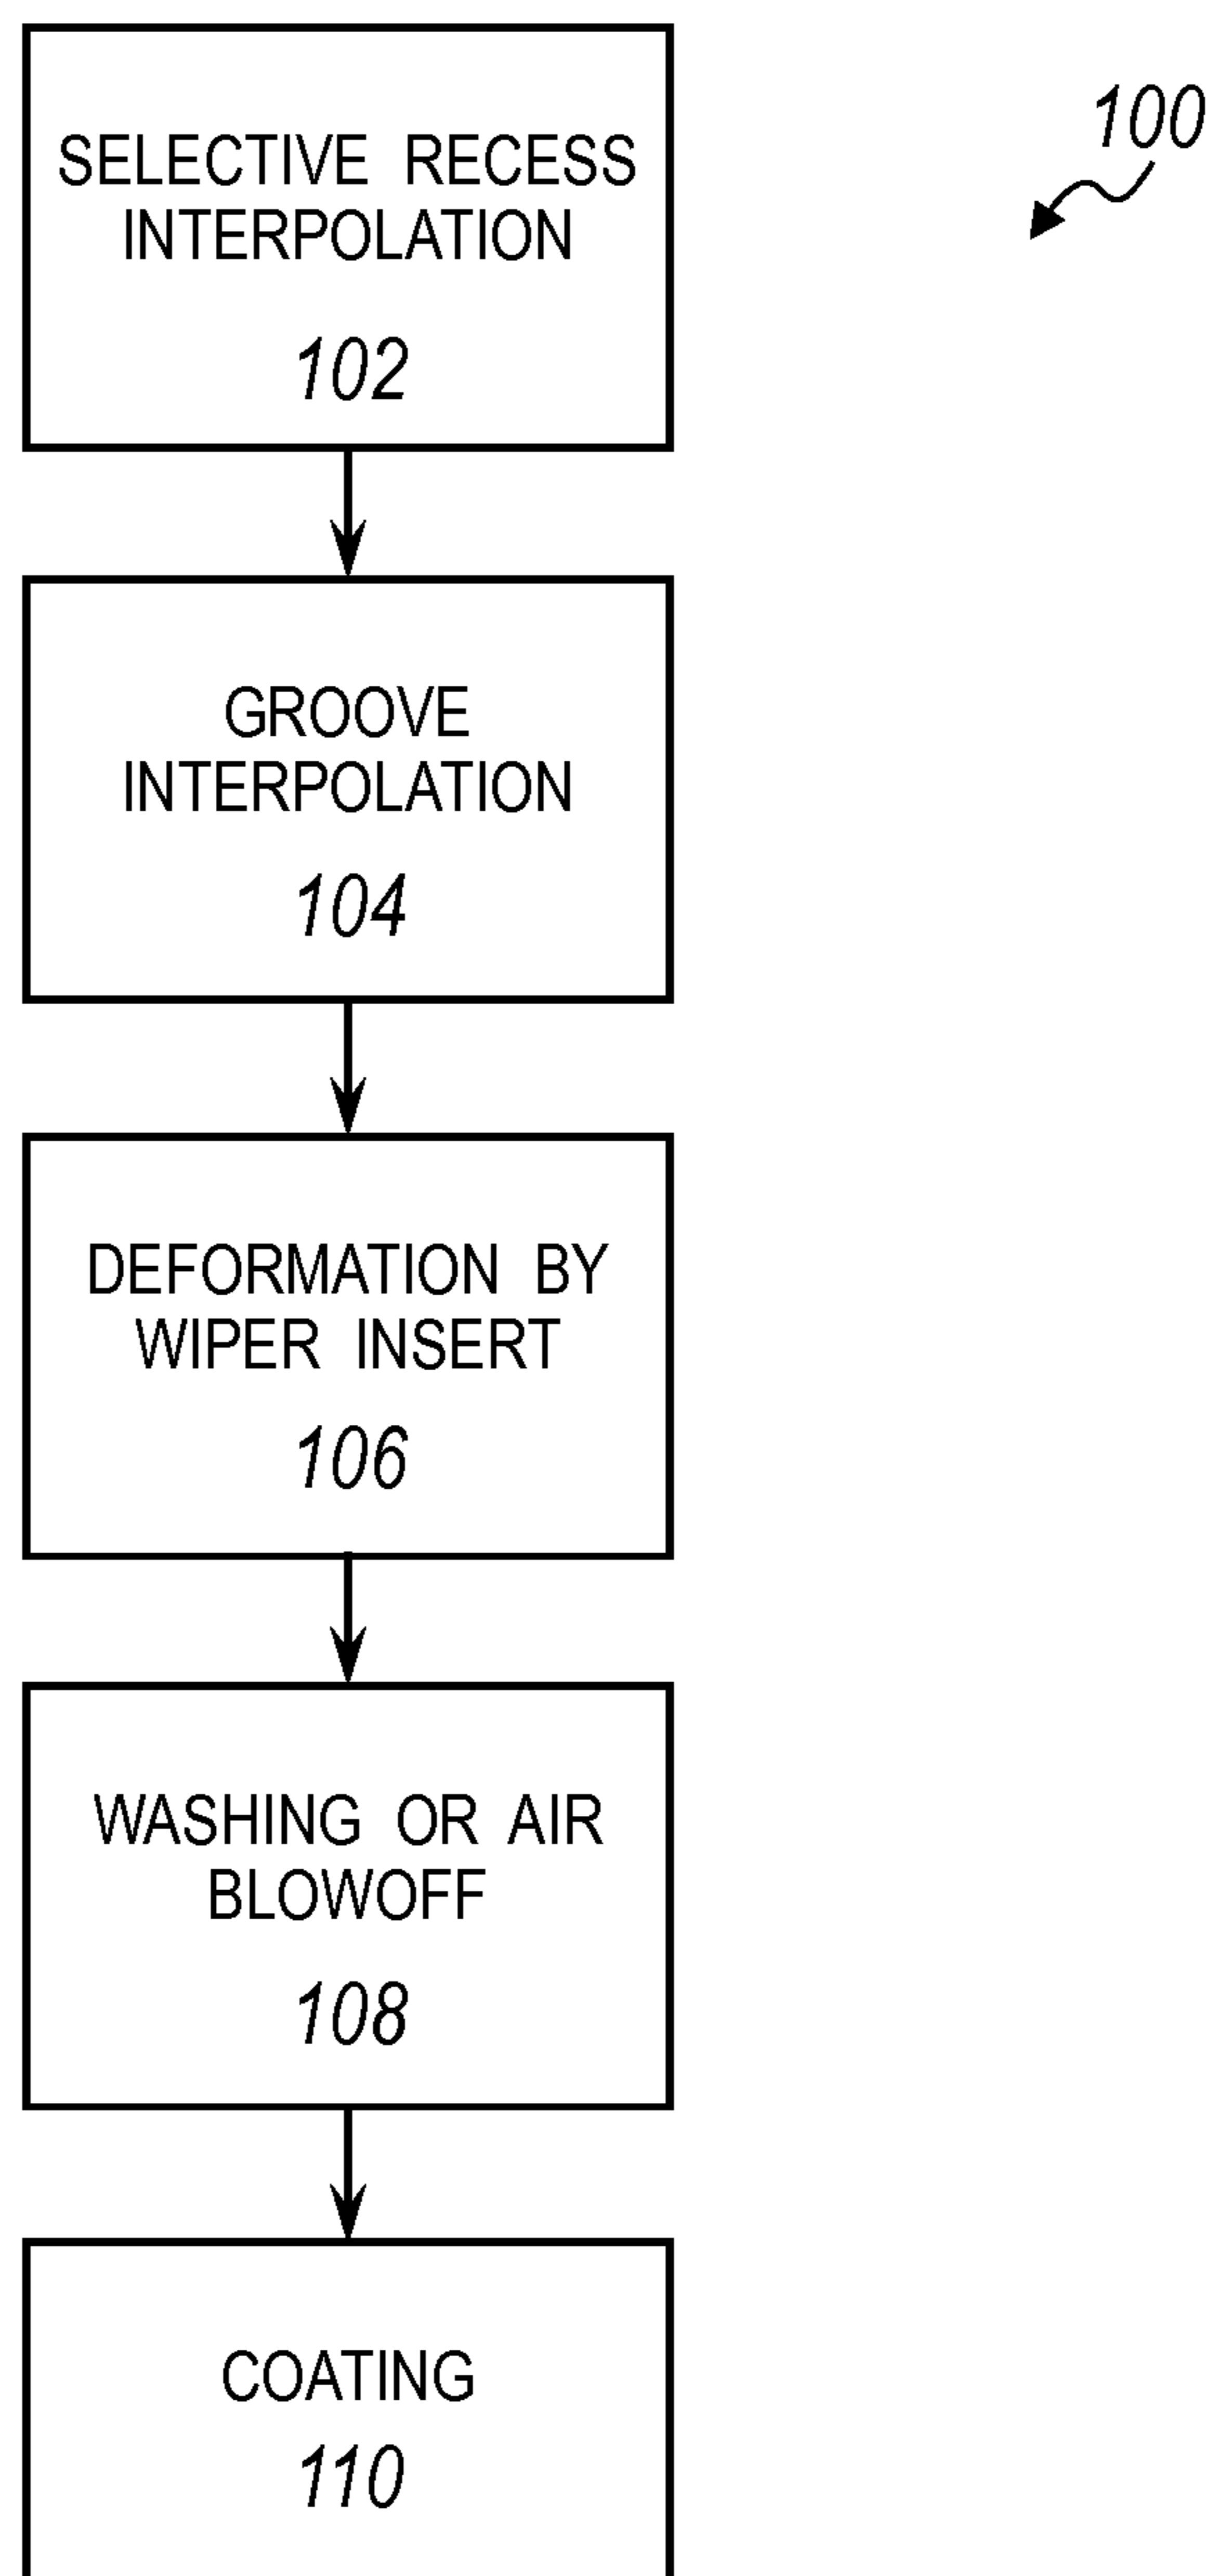 100
SELECTIVE RECESS
INTERPOLATION
102
GROOVE
INTERPOLATION
104
DEFORMATION BY
WIPER INSERT
106
WASHING OR AIR
BLOWOFF
108
COATING
110